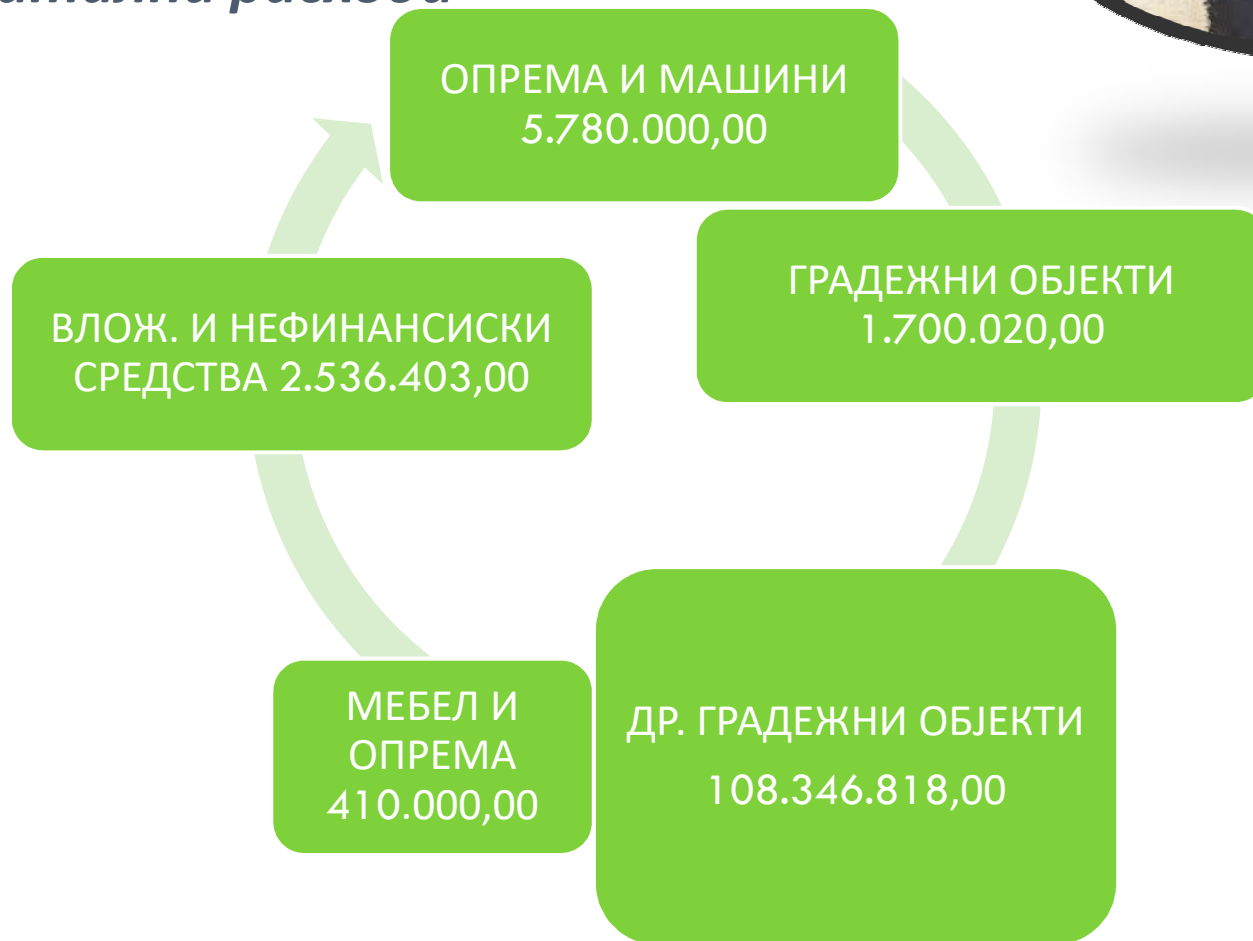 ОПРЕМА И МАШИНИ
5.780.000,00
ГРАДЕЖНИ ОБЈЕКТИ
1.700.020,00
ДР. ГРАДЕЖНИ ОБЈЕКТИ
108.346.818,00
МЕБЕЛ И
ОПРЕМА
410.000,00
ВЛОЖ. И НЕФИНАНСИСКИ
СРЕДСТВА 2.536.403,00